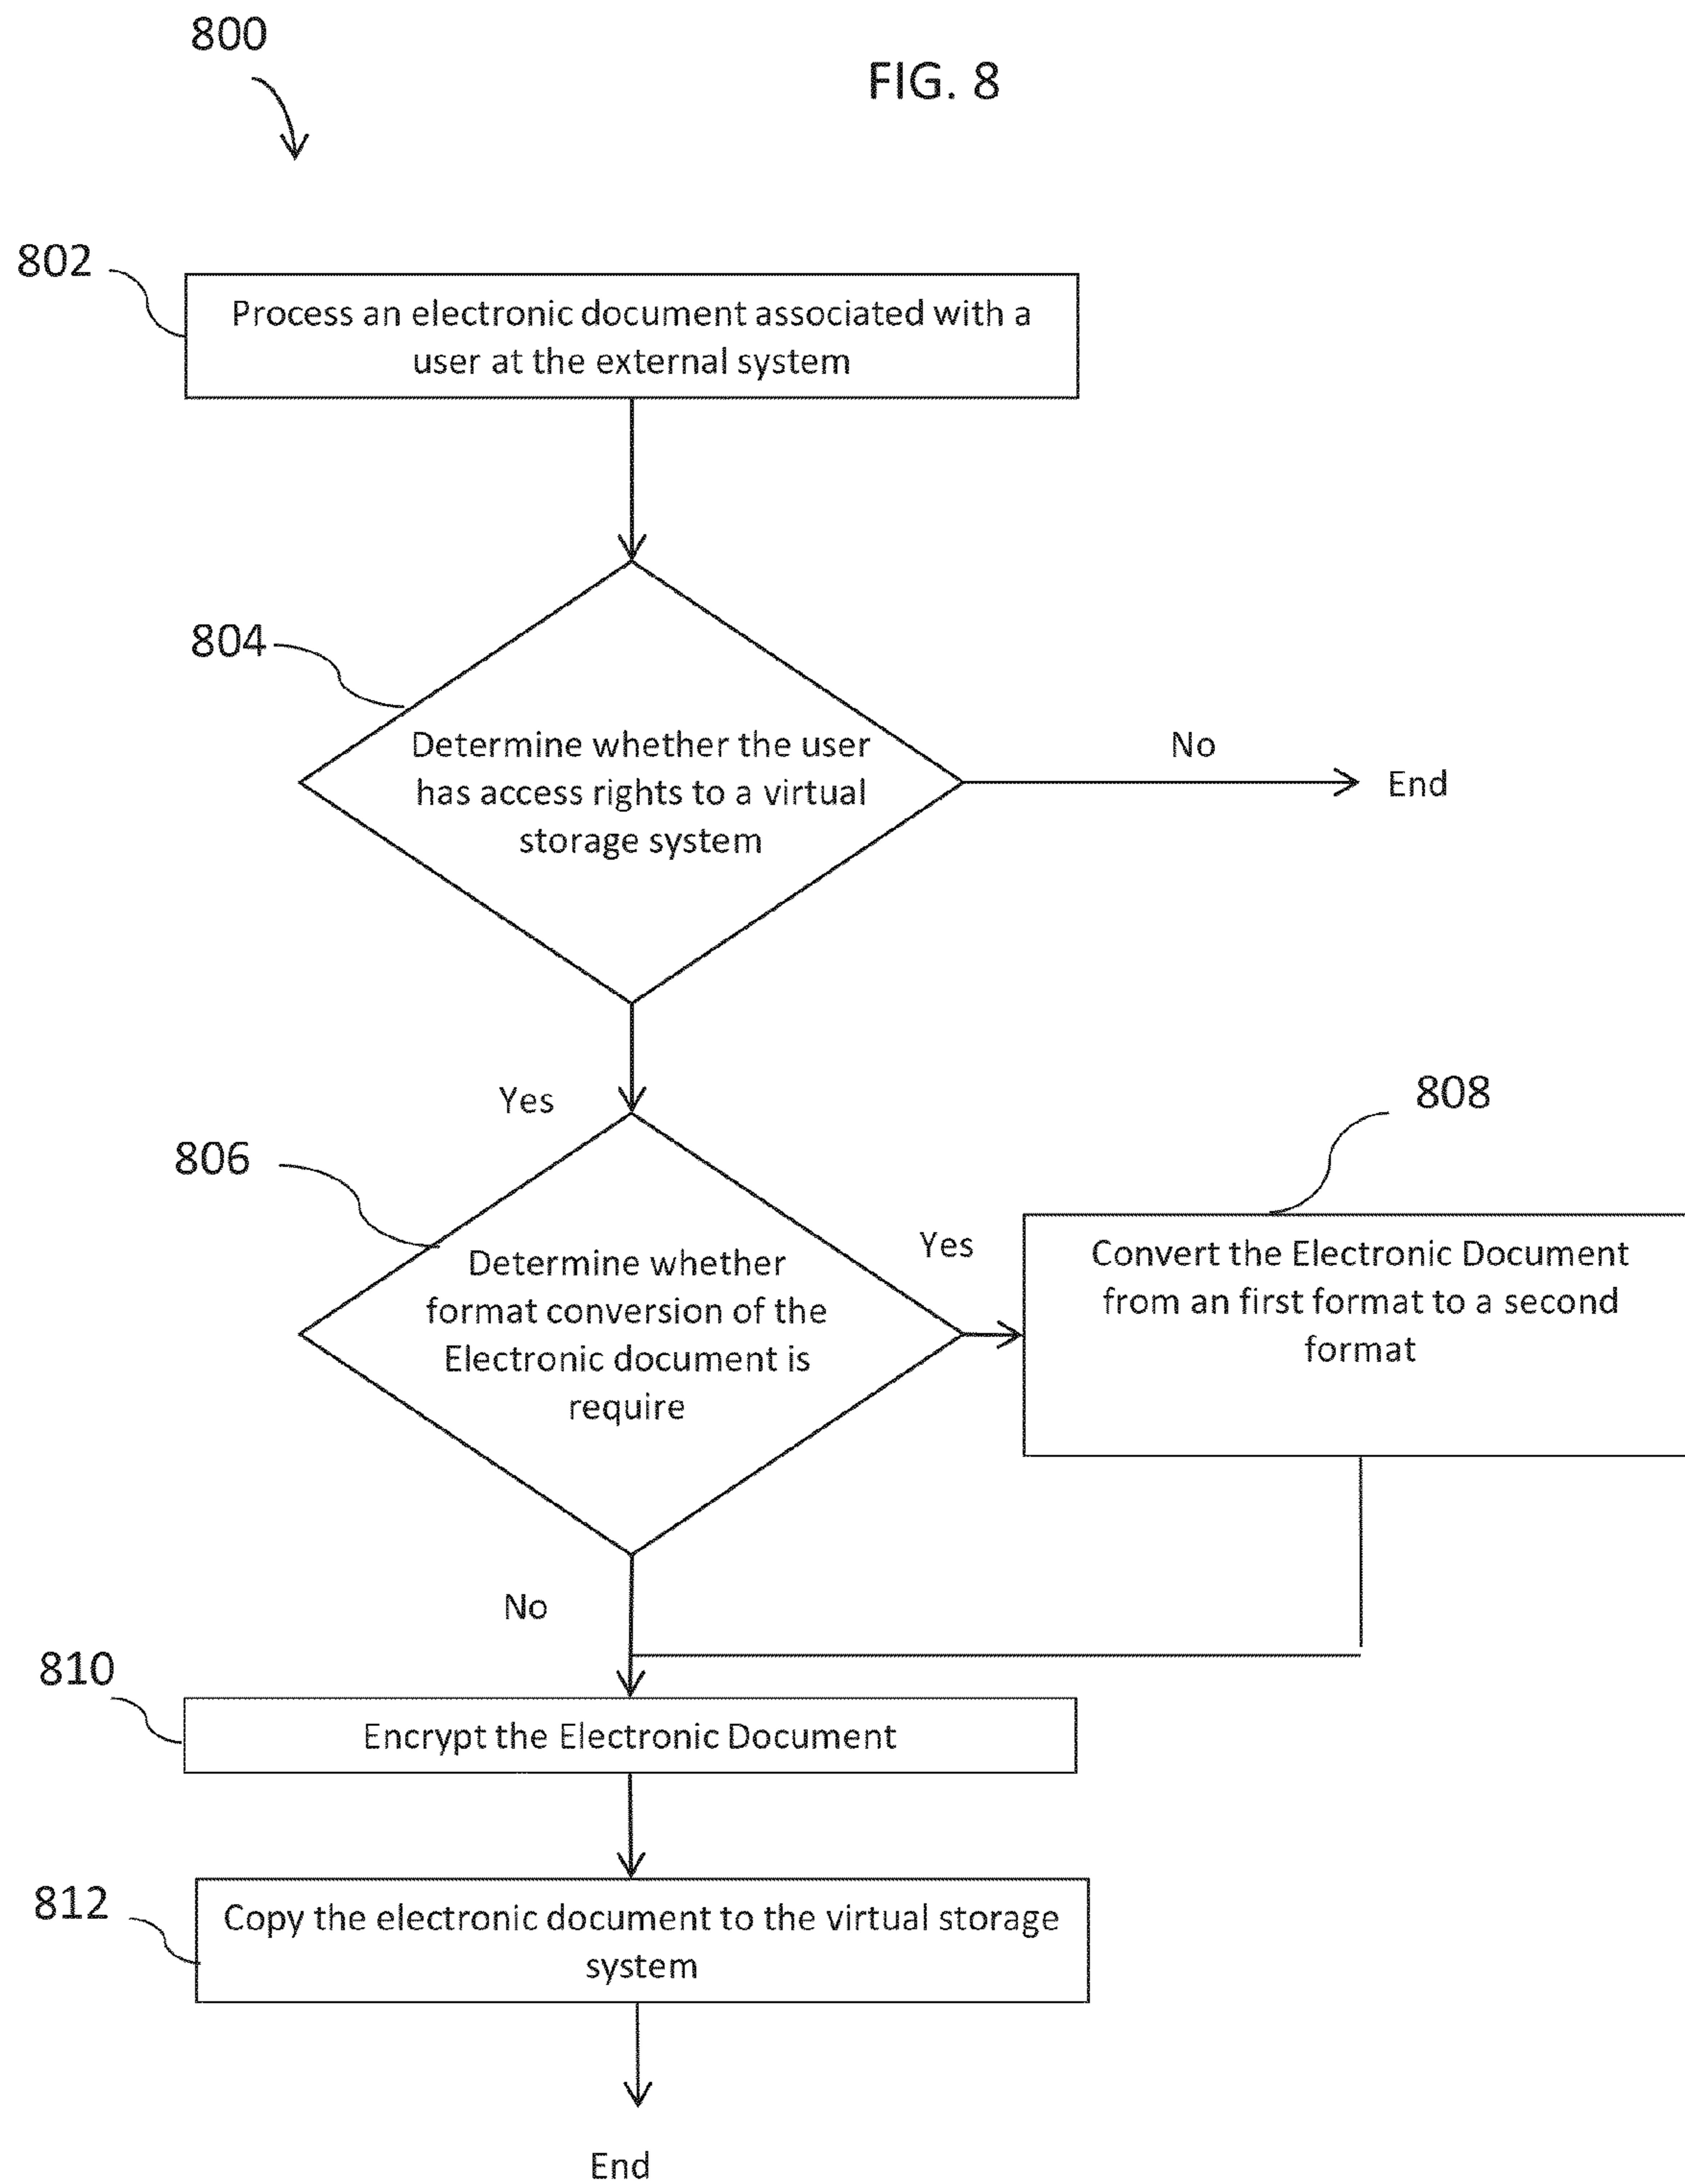 800
FIG. 8
802
Process an electronic document associated with a
user at the external system
804
Determine whether the user
has access rights to a virtual
storage system
No
End
Yes
806
Determine whether
format conversion of the
Electronic document is
require
Yes
808
Convert the Electronic Document
from an first format to a second
format
No
810
Encrypt the Electronic Document
812
Copy the electronic document to the virtual storage
system
End